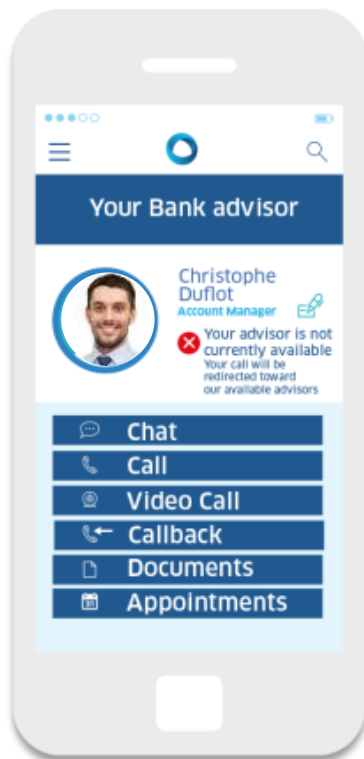 Your Bank advisor
Christophe
Duflot
Account Manager
Your advisor is not
currently available
Your call will be
redirected toward
our available advisors
Chat
Call
Video Call
Callback
Documents
Appointments